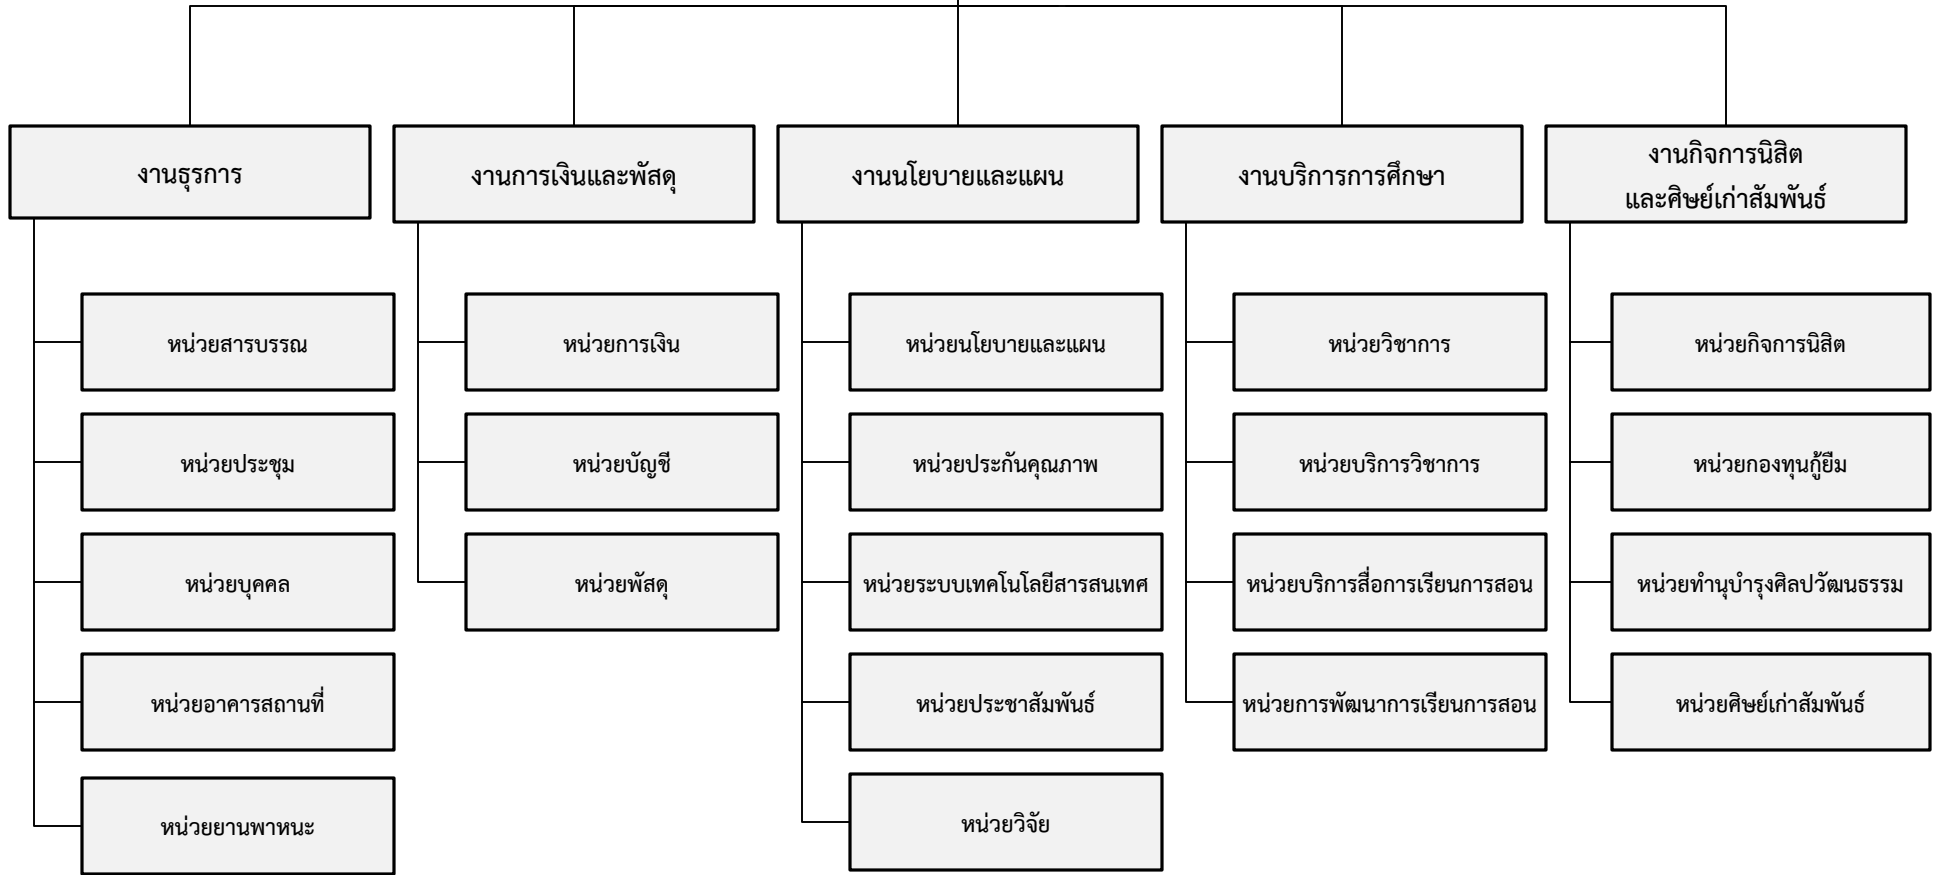 งานธุรการ
หน่วยสารบรรณ
หน่วยประชุม
หน่วยบุคคล
หน่วยอาคารสถานที่
หน่วยยานพาหนะ
งานการเงินและพัสดุ
หน่วยการเงิน
หน่วยบัญชี
หน่วยพัสดุ
งานนโยบายและแผน
หน่วยนโยบายและแผน
หน่วยประกันคุณภาพ
หน่วยระบบเทคโนโลยีสารสนเทศ
หน่วยประชาสัมพันธ์
หน่วยวิจัย
งานบริการการศึกษา
หน่วยวิชาการ
หน่วยบริการวิชาการ
หน่วยบริการสื่อการเรียนการสอน
หน่วยการพัฒนาการเรียนการสอน
งานกิจการนิสิต
และศิษย์เก่าสัมพันธ์
หน่วยกิจการนิสิต
หน่วยกองทุนกู้ยืม
หน่วยทำนุบำรุงศิลปวัฒนธรรม
หน่วยศิษย์เก่าสัมพันธ์